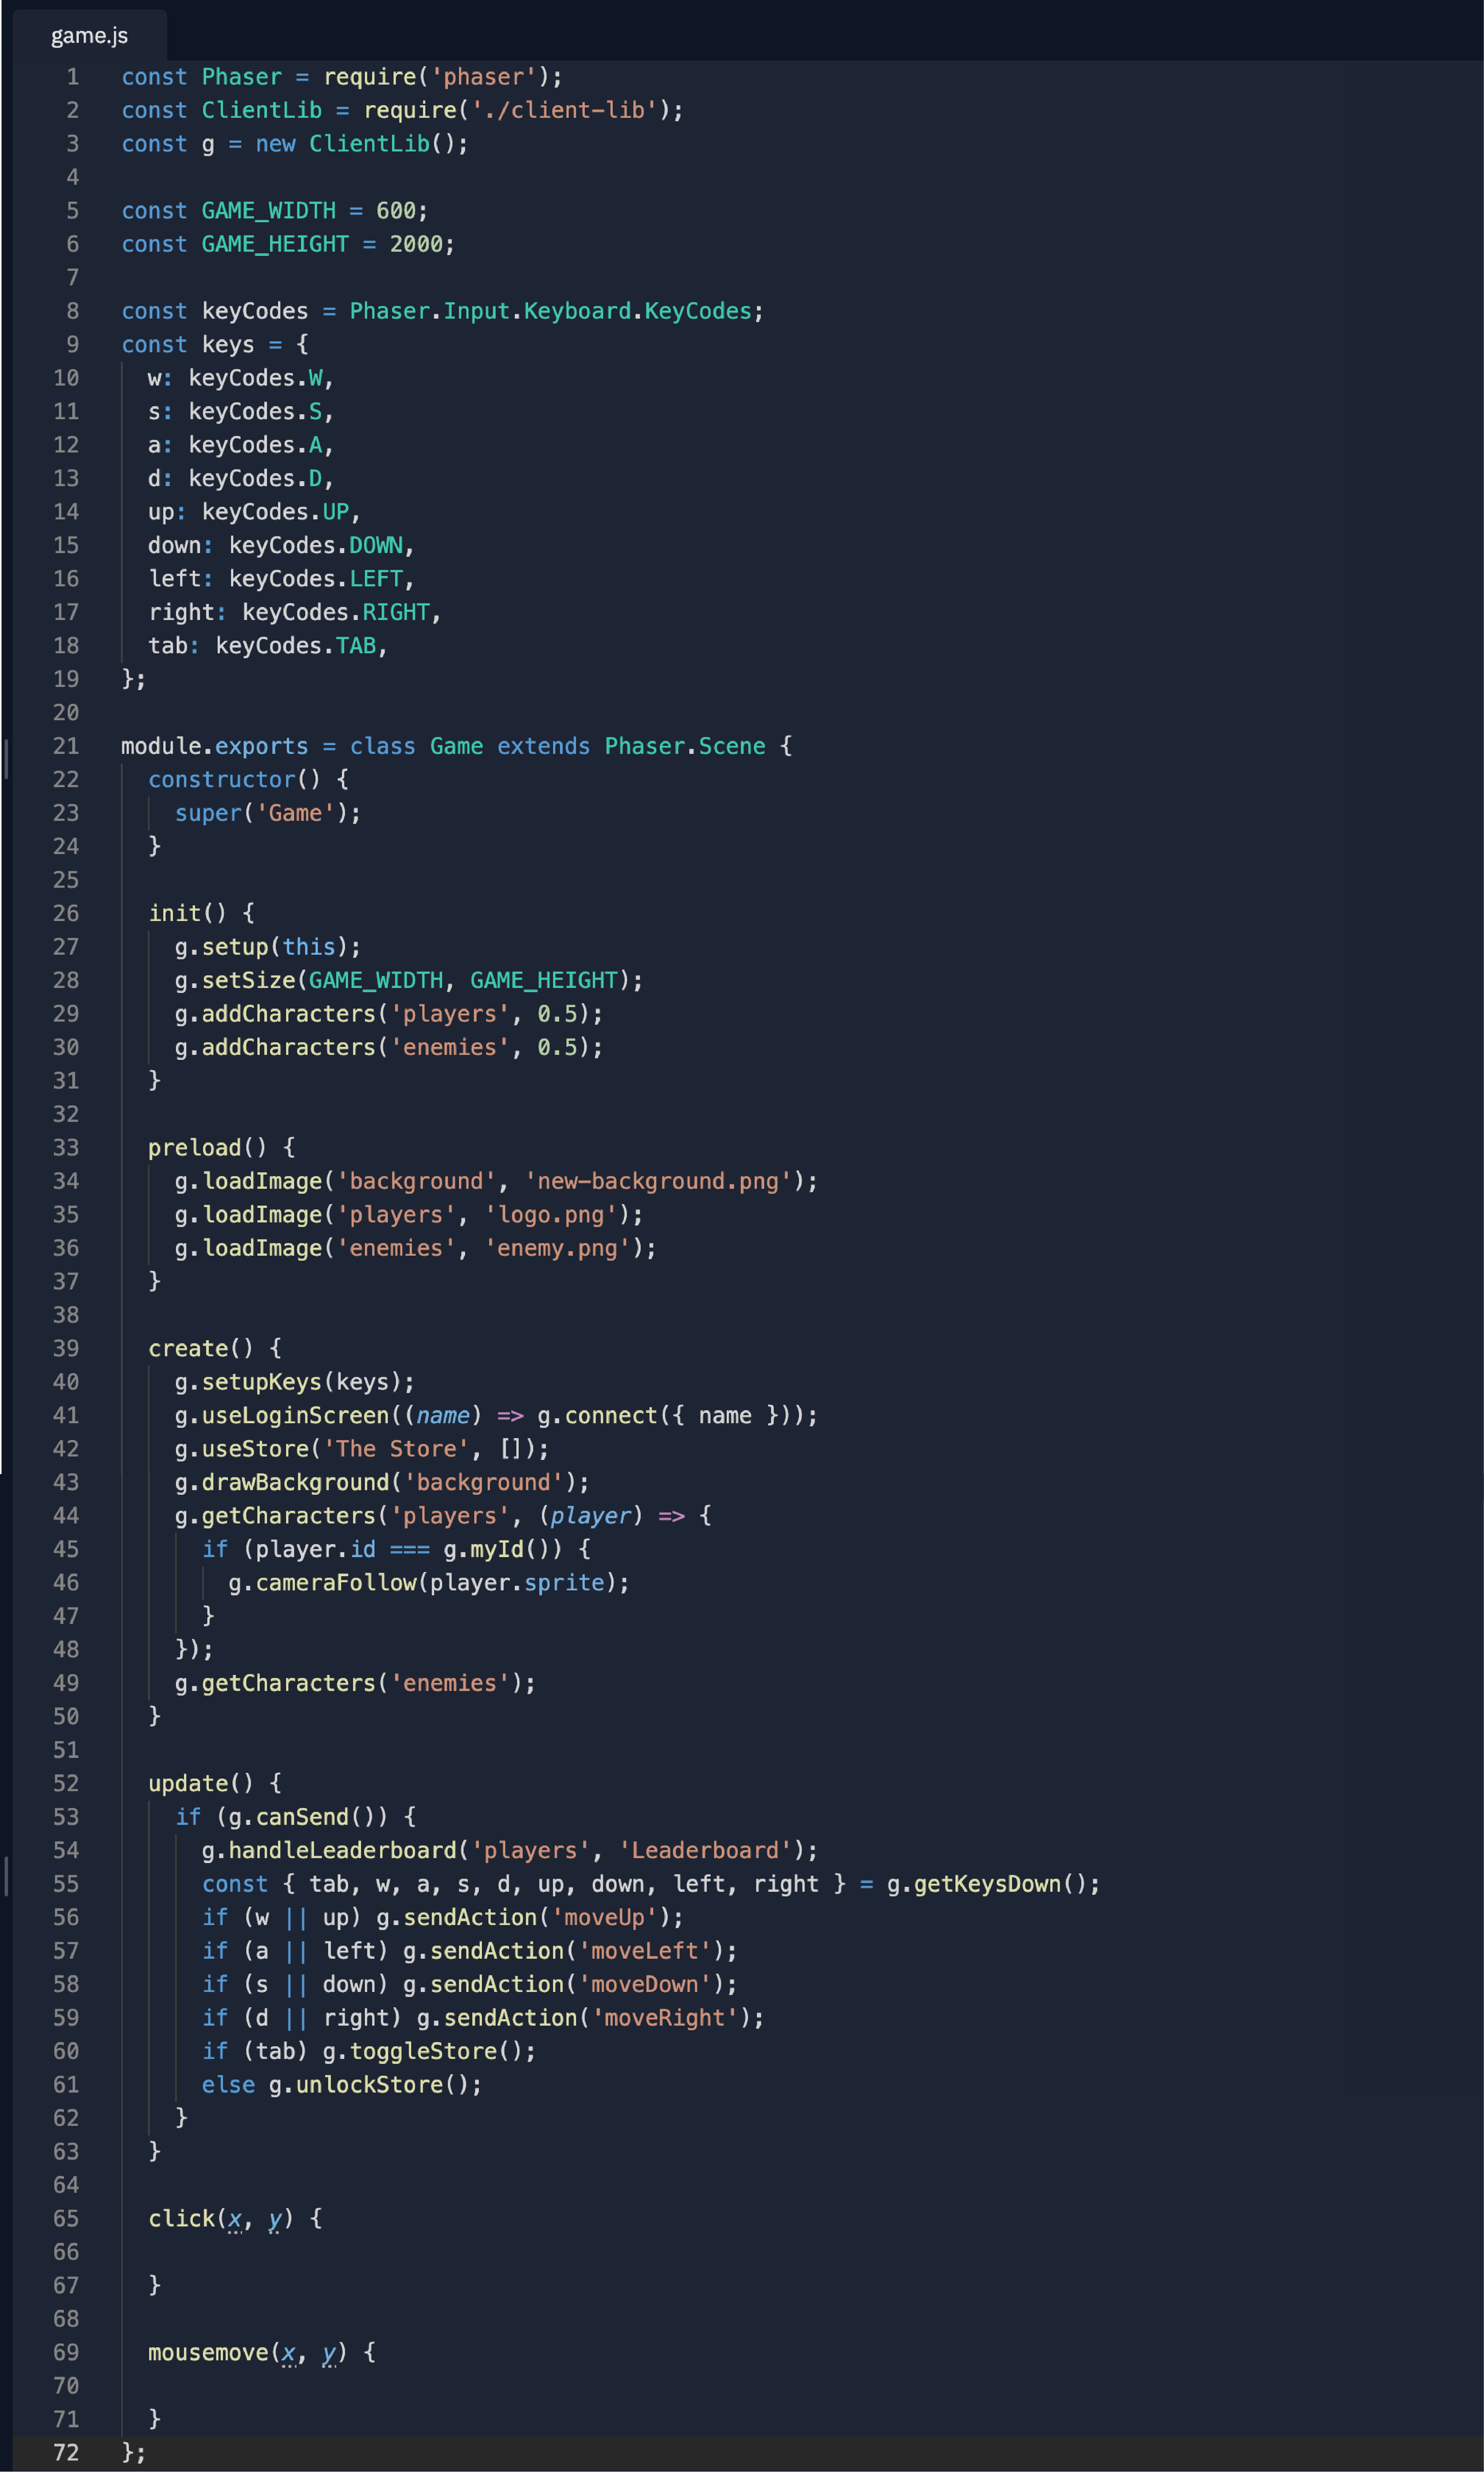 game.js
1 const Phaser = require('phaser');
2 const ClientLib = require('./client-lib');
3 const g = new ClientLib();
4
5 const GAME_WIDTH = 600;
6 const GAME_HEIGHT = 2000;
7
8 const keyCodes = Phaser.Input.Keyboard.KeyCodes;
9 const keys = {
10   w: keyCodes.W,
11   s: keyCodes.S,
12   a: keyCodes.A,
13   d: keyCodes.D,
14   up: keyCodes.UP,
15   down: keyCodes.DOWN,
16   left: keyCodes.LEFT,
17   right: keyCodes.RIGHT,
18   tab: keyCodes.TAB,
19 };
20
21 module.exports = class Game extends Phaser.Scene {
22   constructor() {
23     super('Game');
24   }
25
26   init() {
27     g.setup(this);
28     g.setSize(GAME_WIDTH, GAME_HEIGHT);
29     g.addCharacters('players', 0.5);
30     g.addCharacters('enemies', 0.5);
31   }
32
33   preload() {
34     g.loadImage('background', 'new-background.png');
35     g.loadImage('players', 'logo.png');
36     g.loadImage('enemies', 'enemy.png');
37   }
38
39   create() {
40     g.setupKeys(keys);
41     g.useLoginScreen((name) => g.connect({ name }));
42     g.useStore('The Store', []);
43     g.drawBackground('background');
44     g.getCharacters('players', (player) => {
45       if (player.id === g.myId()) {
46         g.cameraFollow(player.sprite);
47       }
48     });
49     g.getCharacters('enemies');
50   }
51
52   update() {
53     if (g.canSend()) {
54       g.handleLeaderboard('players', 'Leaderboard');
55       const { tab, w, a, s, d, up, down, left, right } = g.getKeysDown();
56       if (w || up) g.sendAction('moveUp');
57       if (a || left) g.sendAction('moveLeft');
58       if (s || down) g.sendAction('moveDown');
59       if (d || right) g.sendAction('moveRight');
60       if (tab) g.toggleStore();
61       else g.unlockStore();
62     }
63   }
64
65   click(x, y) {
66
67   }
68
69   mousemove(x, y) {
70
71   }
72 };